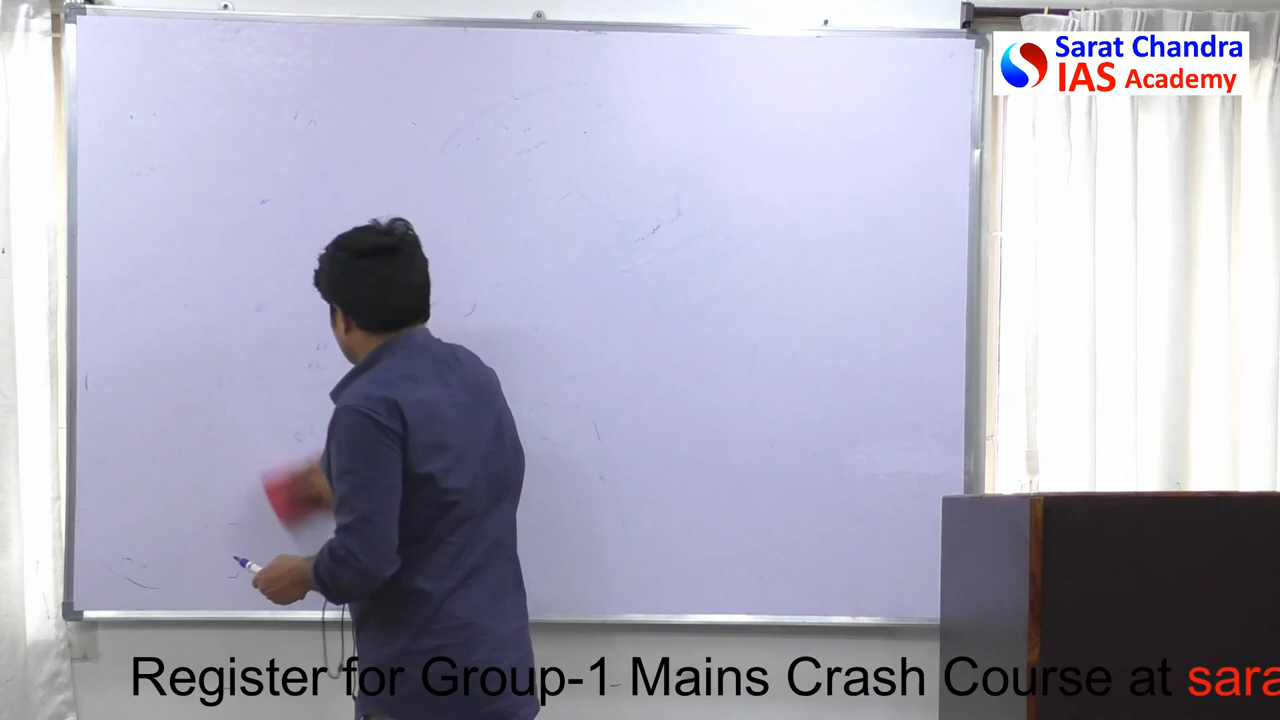 Sarat Chandra
IAS Academy
Register for Group-1 Mains Crash Course at sara